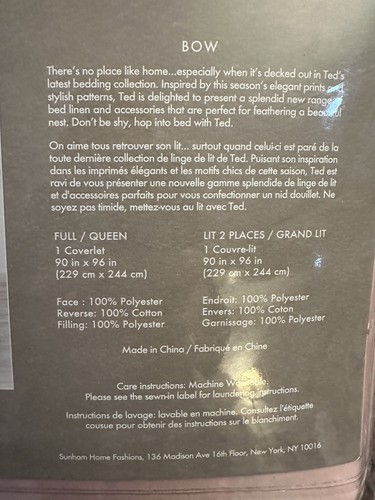 BOW
There's no place like home...especially when it's decked out in Ted's
latest bedding collection. Inspired by this season's elegant prints and
stylish patterns, Ted is delighted to present a splendid new range of
bed linen and accessories that are perfect for feathering a beautiful
nest. Don't be shy, hop into bed with Ted.
On aime tous retrouver son lit... surtout quand celui-ci est paré de la
toute dernière collection de linge de lit de Ted. Puisant son inspiration
dans les imprimés élégants et les motifs chics de cette saison, Ted est
ravi de vous présenter une nouvelle gamme splendide de linge de lit
et d'accessoires parfaits pour vous confectionner un nid douillet. Ne
soyez pas timide, mettez-vous au lit avec Ted.
FULL / QUEEN
1 Coverlet
90 in x 96 in
(229 cm x 244 cm)
Face : 100% Polyester
Reverse: 100% Cotton
Filling: 100% Polyester
LIT 2 PLACES / GRAND LIT
1 Couvre-lit
90 in x 96 in
(229 cm x 244 cm)
Endroit: 100% Polyester
Envers: 100% Coton
Garnissage: 100% Polyester
Made in China / Fabriqué en Chine
Care instructions: Machine Washable.
Please see the sewn-in label for laundering instructions.
Instructions de lavage: lavable en machine. Consultez l'étiquette
cousue pour obtenir des instructions sur le blanchiment.
Sunham Home Fashions, 136 Madison Ave 16th Floor, New York, NY 10016